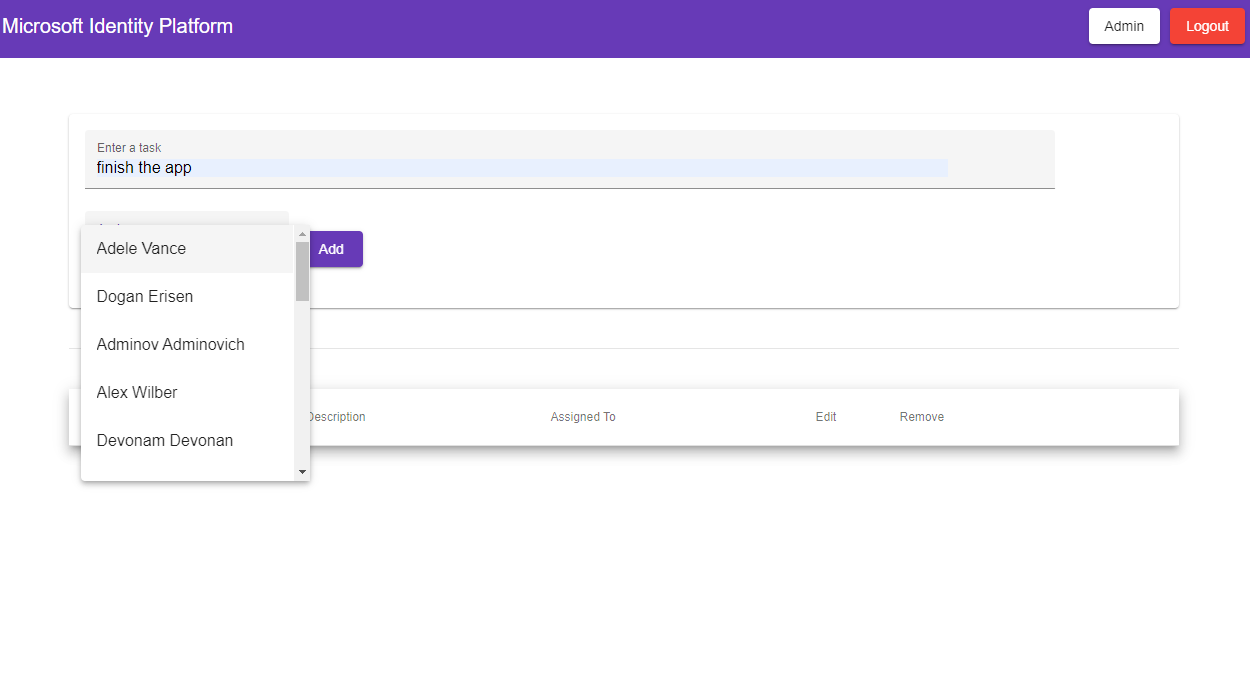 Microsoft Identity Platform
Admin
Logout
Enter a task
finish the app
Add
Adele Vance
Dogan Erisen
Adminov Adminovich
Alex Wilber
Devonam Devonan
Description
Assigned To
Edit
Remove